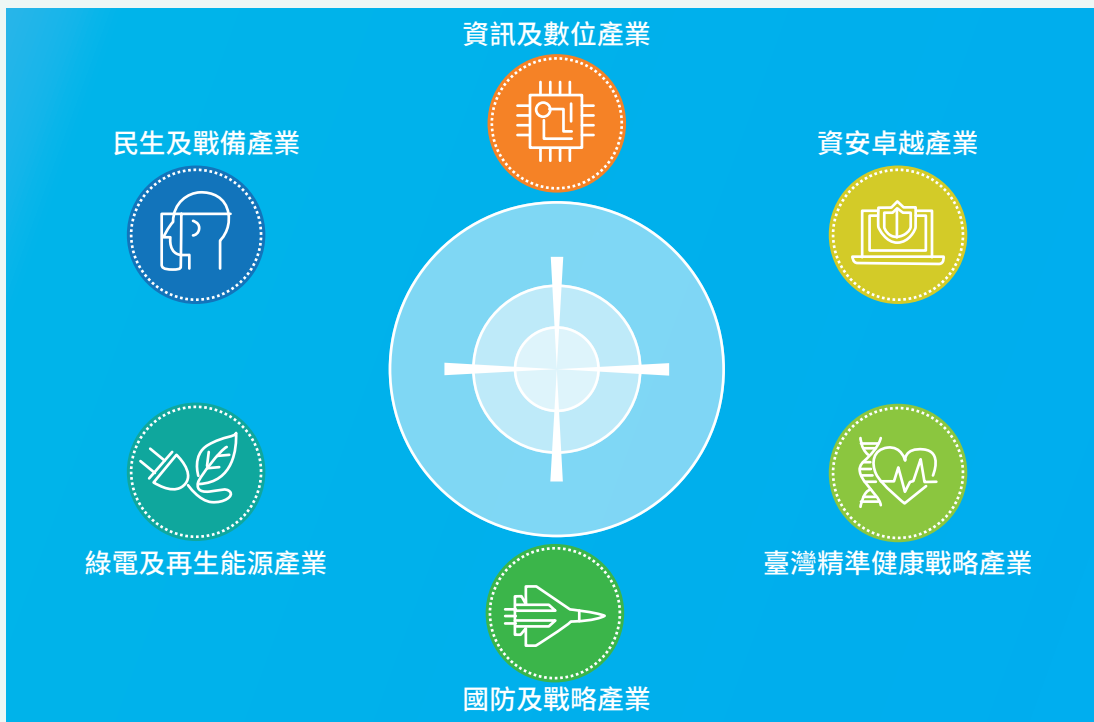 資訊及數位產業
民生及戰備產業
資安卓越產業
綠電及再生能源產業
臺灣精準健康戰略產業
國防及戰略產業